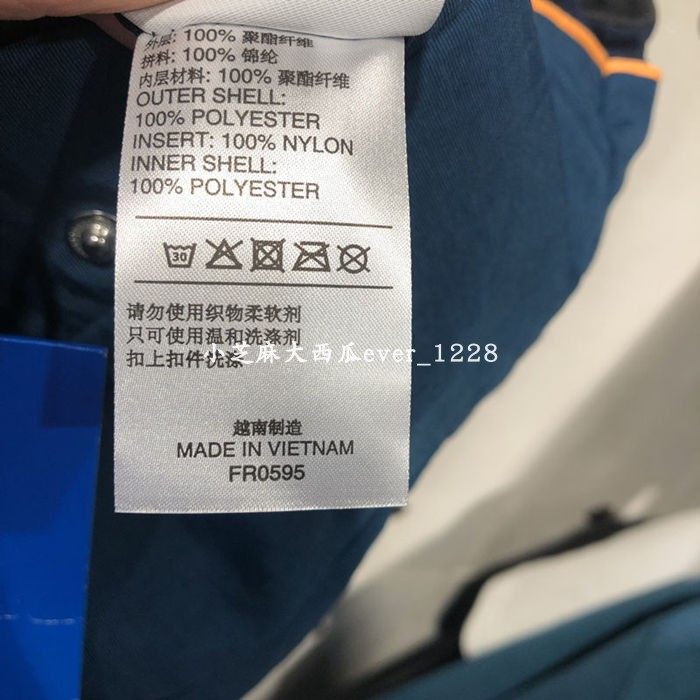 外层: 100% 聚酯纤维
拼料: 100% 锦纶
内层材料: 100% 聚酯纤维
OUTER SHELL:
100% POLYESTER
INSERT: 100% NYLON
INNER SHELL:
100% POLYESTER
30
请勿使用织物柔软剂
只可使用温和洗涤剂
扣上扣件洗涤
小芝麻大西瓜ever_1228
越南制造
MADE IN VIETNAM
FR0595